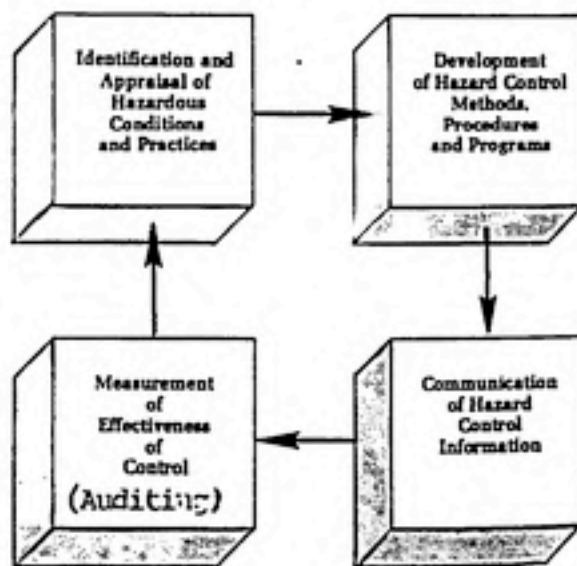 Identification and
Appraisal of
Hazardous
Conditions
and Practices
Development
of Hazard Control
Methods,
Procedures
and Programs
Measurement
of
Effectiveness
of
Control
(Auditing)
Communication
of Hazard
Control
Information